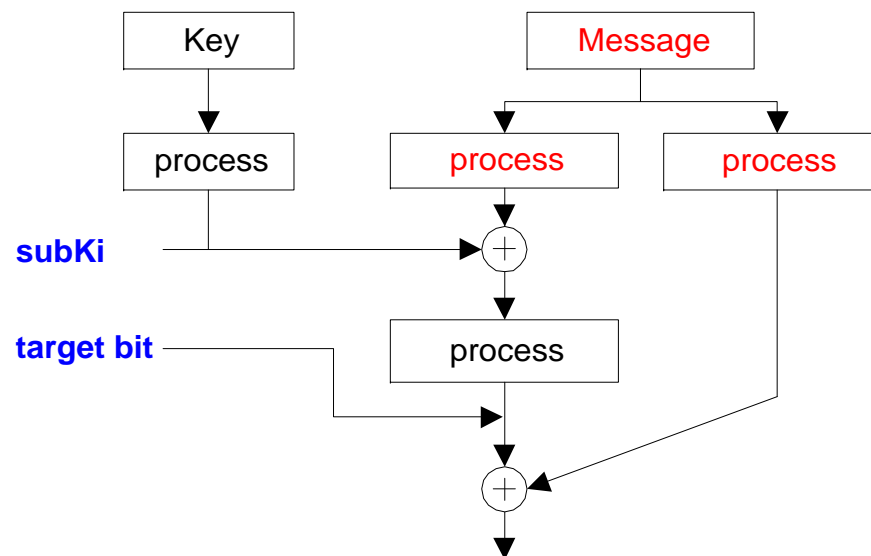 Key
Message
process
process
process
subKi
process
target bit